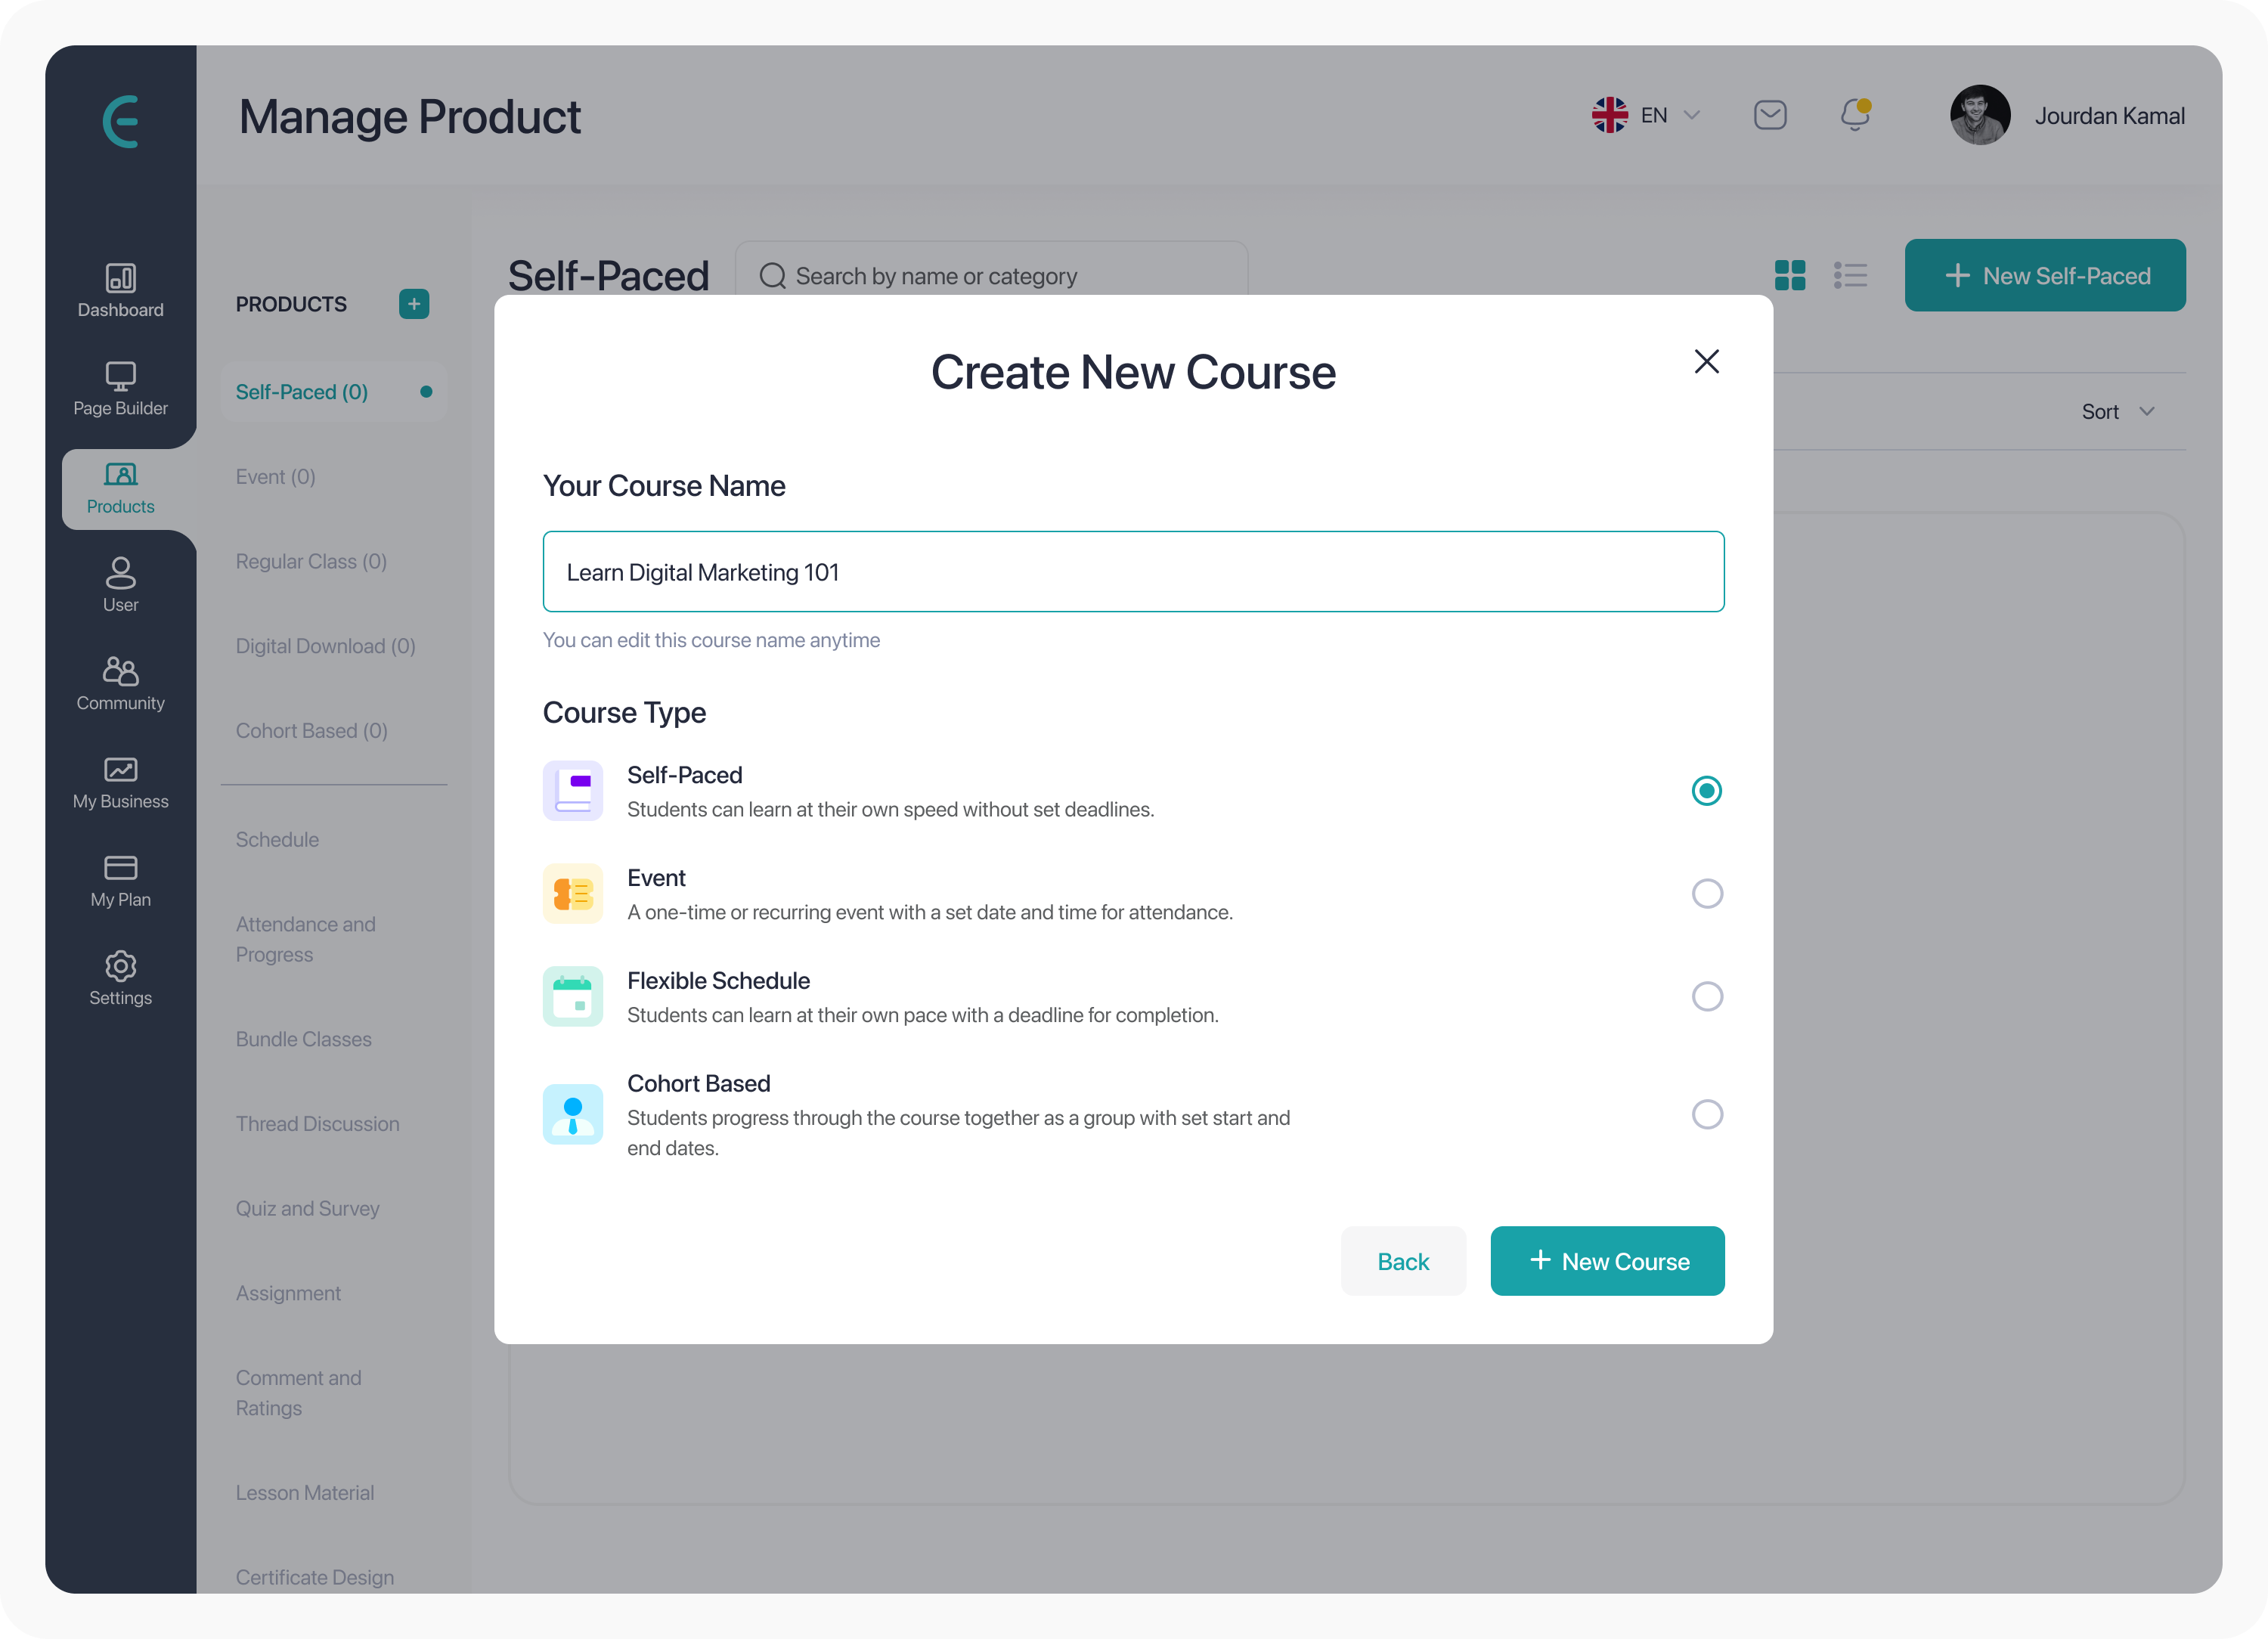 Manage Product
EN
Jourdan Kamal
Dashboard
Page Builder
Products
User
Community
My Business
My Plan
Settings
PRODUCTS
Self-Paced (0)
Event (0)
Regular Class (0)
Digital Download (0)
Cohort Based (0)
Schedule
Attendance and
Progress
Bundle Classes
Thread Discussion
Quiz and Survey
Assignment
Comment and
Ratings
Lesson Material
Certificate Design
Self-Paced
Search by name or category
+ New Self-Paced
Sort
Create New Course
Your Course Name
Learn Digital Marketing 101
You can edit this course name anytime
Course Type
Self-Paced
Students can learn at their own speed without set deadlines.
Event
A one-time or recurring event with a set date and time for attendance.
Flexible Schedule
Students can learn at their own pace with a deadline for completion.
Cohort Based
Students progress through the course together as a group with set start and
end dates.
Back
+ New Course